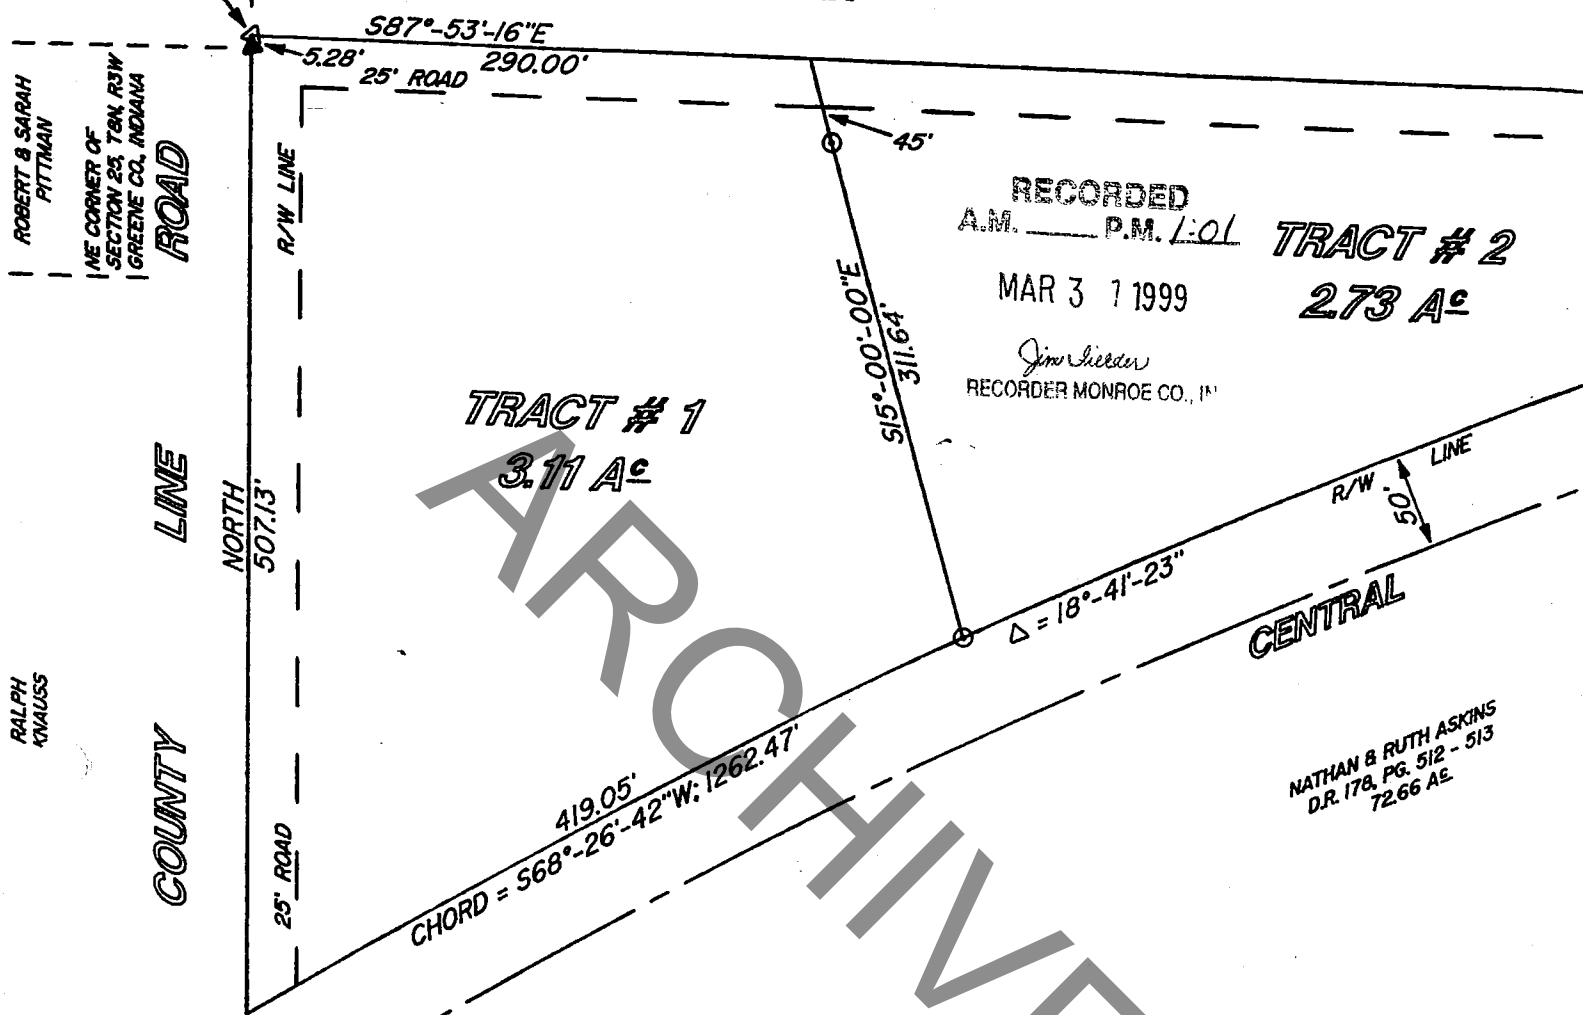 S87°-53'-16"E
5.28'
290.00'
25' ROAD
45'
ROBERT & SARAH
PITTMAN
NE CORNER OF
SECTION 25, T8N, R3W
GREENE CO., INDIANA
COUNTY LINE ROAD
R/W LINE
RECORDED
A.M. ____ P.M. 1:01
MAR 3 1 1999
RECORDER MONROE CO., IN
TRACT # 2
2.73 Ac
S15°-00'-00"E
311.64'
TRACT # 1
3.11 Ac
NORTH
507.13'
R/W LINE
50'
Δ = 18°-41'-23"
CENTRAL
RALPH
KNAUSS
25' ROAD
419.05'
CHORD = S68°-26'-42"W; 1262.47'
NATHAN & RUTH ASKINS
D.R. 178, PG. 512 - 513
72.66 Ac
ARCHIVE